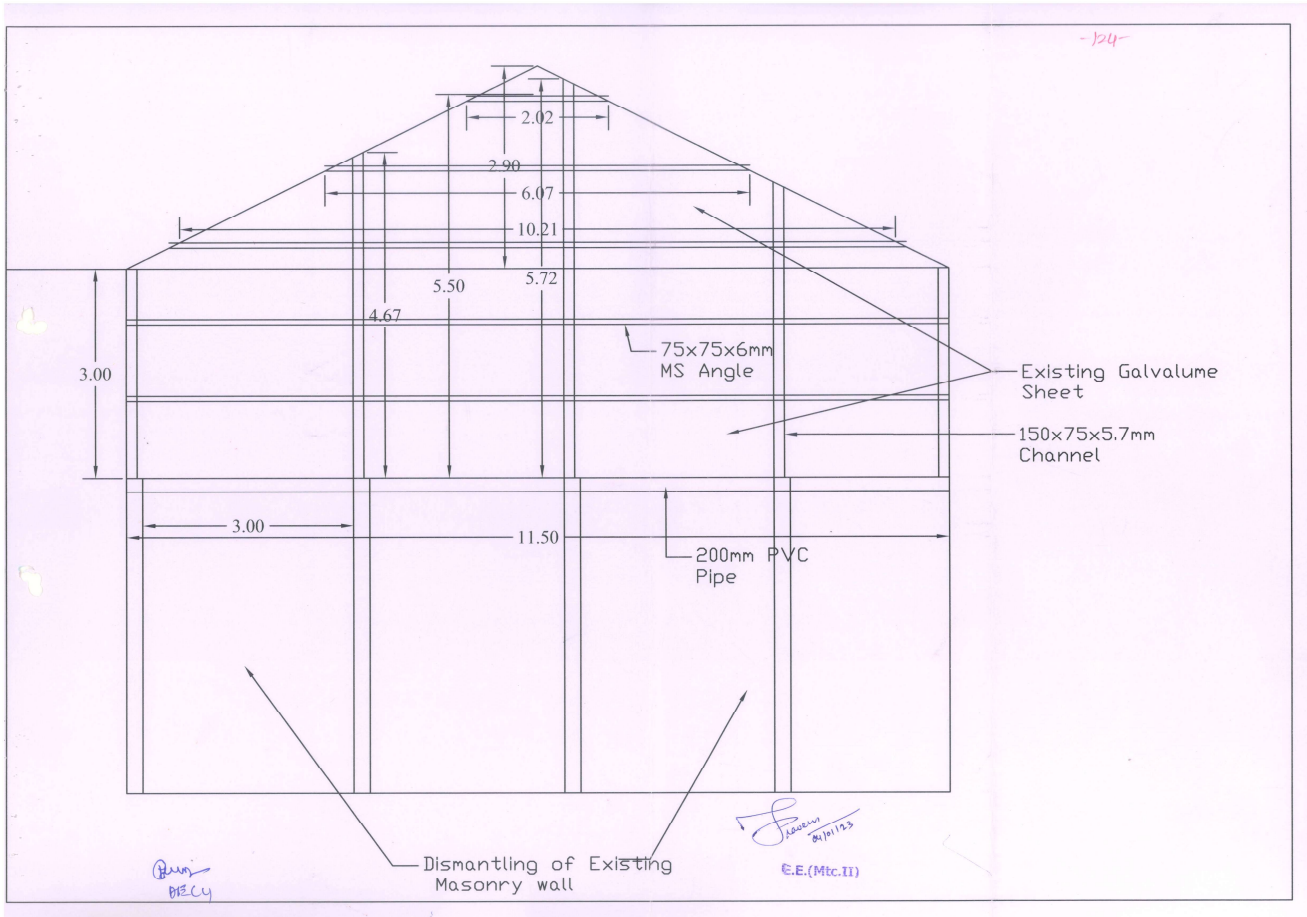 -124-
2.02
2.90
6.07
10.21
5.50
5.72
4.67
75x75x6mm
MS Angle
3.00
Existing Galvalume
Sheet
150x75x5.7mm
Channel
3.00
11.50
200mm PVC
Pipe
04/01/23
Dismantling of Existing
Masonry wall
E.E.(Mtc.II)